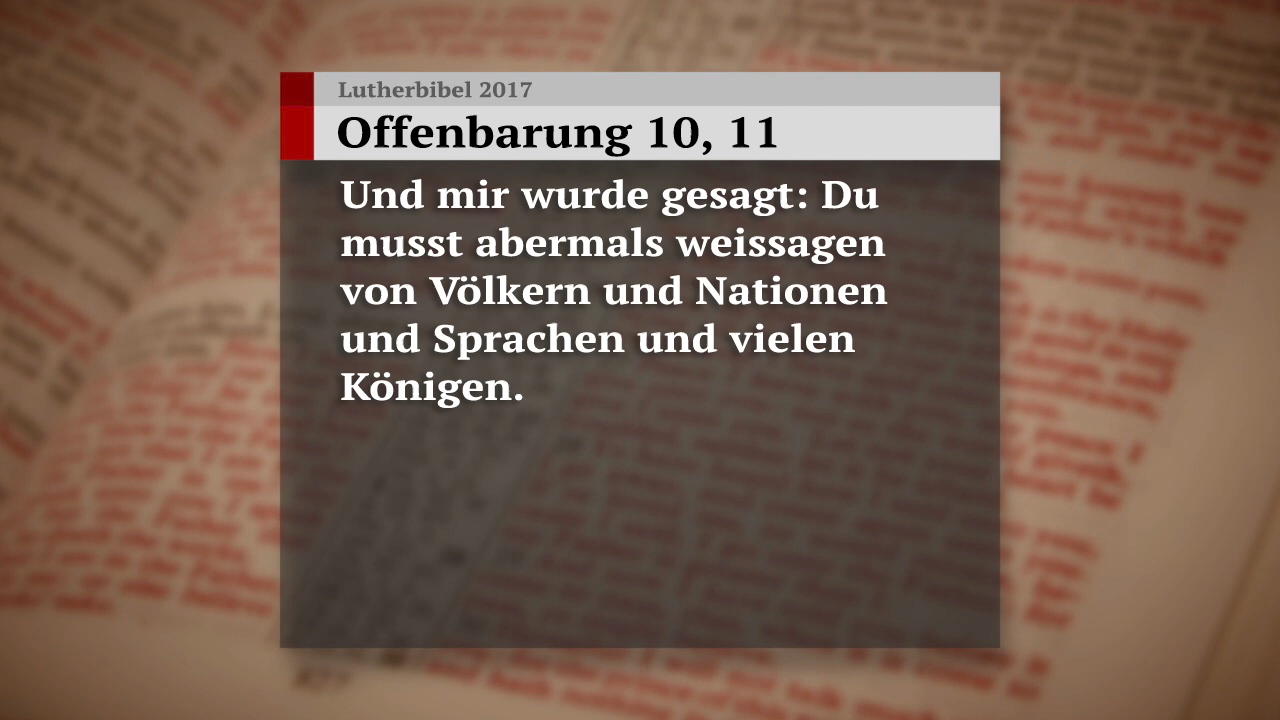 Lutherbibel 2017
Offenbarung 10, 11
Und mir wurde gesagt: Du
musst abermals weissagen
von Völkern und Nationen
und Sprachen und vielen
Königen.